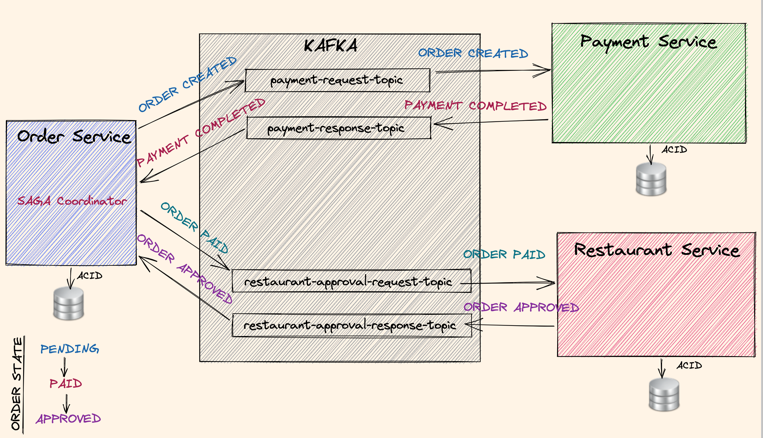 KAFKA
Payment Service
ORDER CREATED
ORDER CREATED
payment-request-topic
PAYMENT COMPLETED
PAYMENT COMPLETED
payment-response-topic
Order Service
ACID
SAGA Coordinator
ORDER PAID
ORDER APPROVED
ORDER PAID
Restaurant Service
restaurant-approval-request-topic
ACID
ORDER APPROVED
restaurant-approval-response-topic
ORDER STATE
PENDING
PAID
APPROVED
ACID